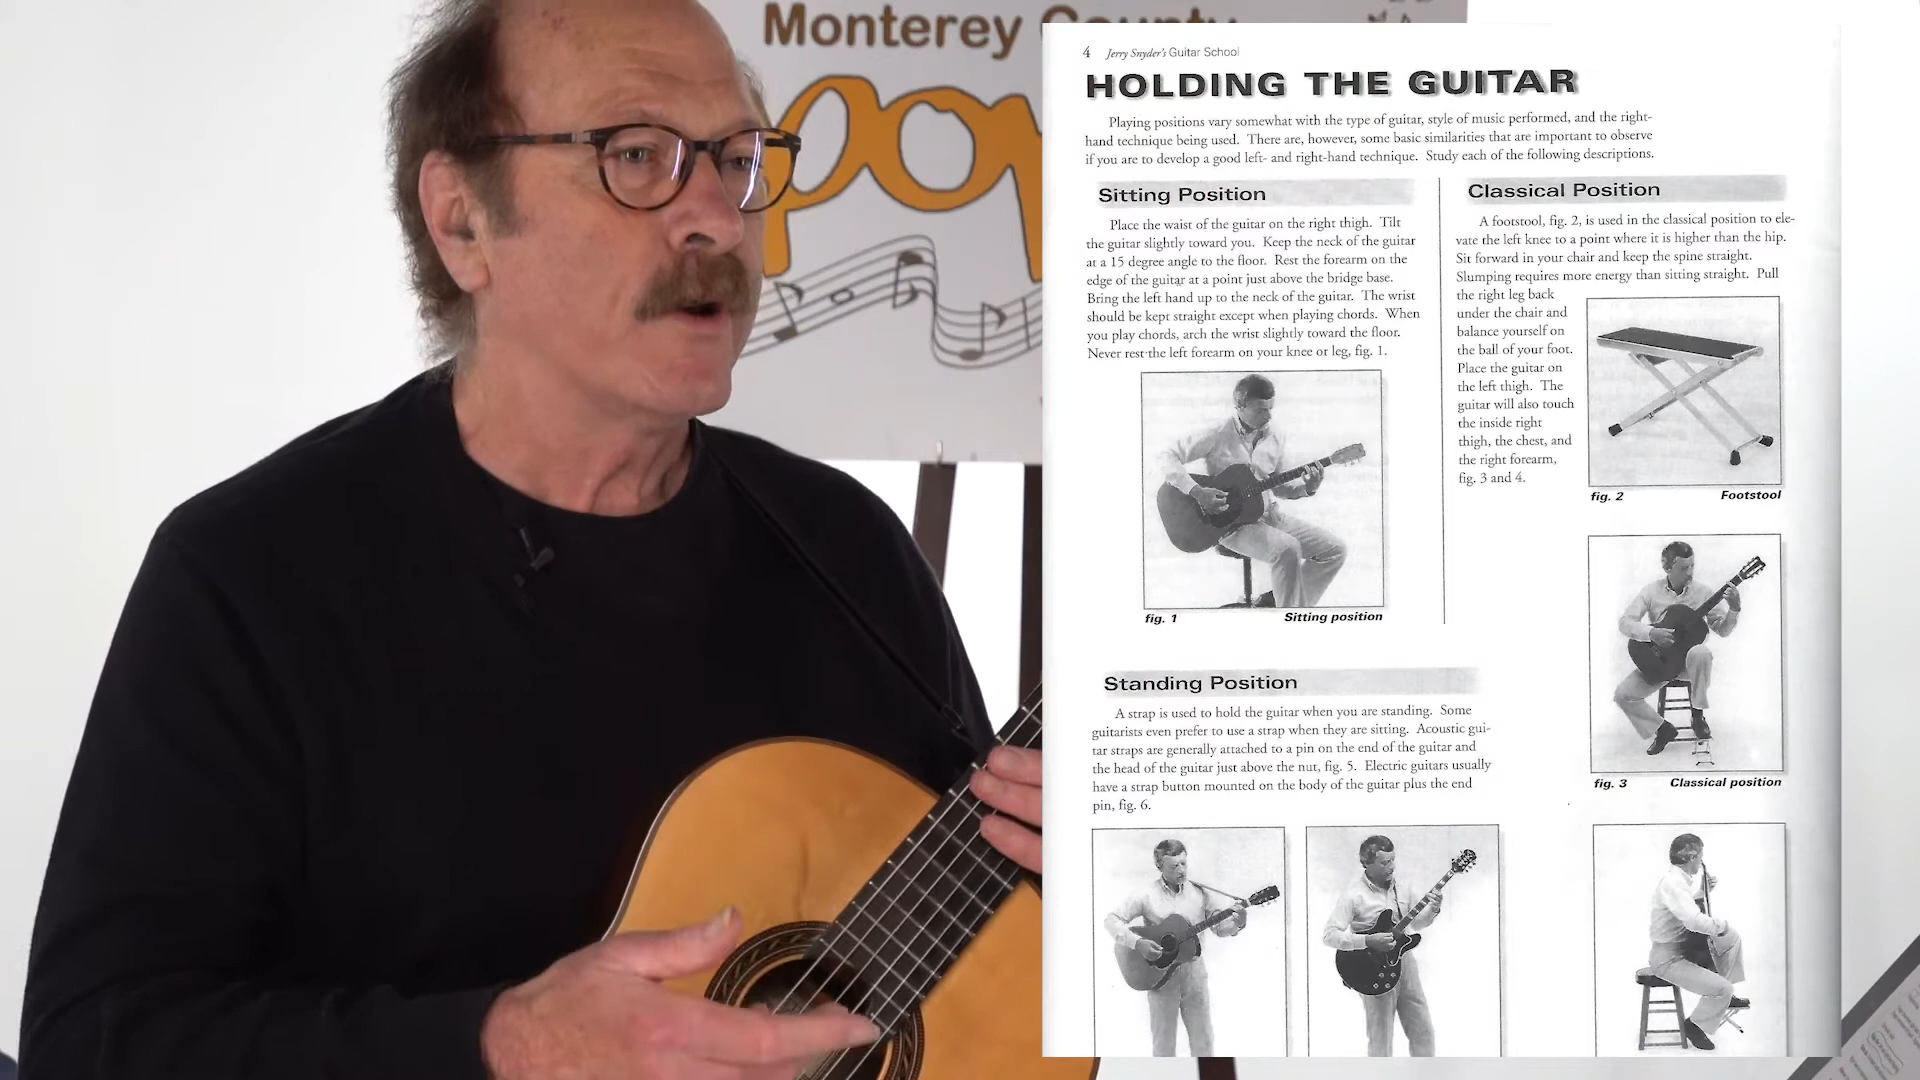 Monterey County
pop
4 Jerry Snyder's Guitar School
HOLDING THE GUITAR
Playing positions vary somewhat with the type of guitar, style of music performed, and the right-
hand technique being used. There are, however, some basic similarities that are important to observe
if you are to develop a good left- and right-hand technique. Study each of the following descriptions.
Sitting Position
Place the waist of the guitar on the right thigh. Tilt
the guitar slightly toward you. Keep the neck of the guitar
at a 15 degree angle to the floor. Rest the forearm on the
edge of the guitar at a point just above the bridge base.
Bring the left hand up to the neck of the guitar. The wrist
should be kept straight except when playing chords. When
you play chords, arch the wrist slightly toward the floor.
Never rest the left forearm on your knee or leg, fig. 1.
fig. 1 Sitting position
Classical Position
A footstool, fig. 2, is used in the classical position to ele-
vate the left knee to a point where it is higher than the hip.
Sit forward in your chair and keep the spine straight.
Slumping requires more energy than sitting straight. Pull
the right leg back
under the chair and
balance yourself on
the ball of your foot.
Place the guitar on
the left thigh. The
guitar will also touch
the inside right
thigh, the chest, and
the right forearm,
fig. 3 and 4.
fig. 2 Footstool
fig. 3 Classical position
Standing Position
A strap is used to hold the guitar when you are standing. Some
guitarists even prefer to use a strap when they are sitting. Acoustic gui-
tar straps are generally attached to a pin on the end of the guitar and
the head of the guitar just above the nut, fig. 5. Electric guitars usually
have a strap button mounted on the body of the guitar plus the end
pin, fig. 6.